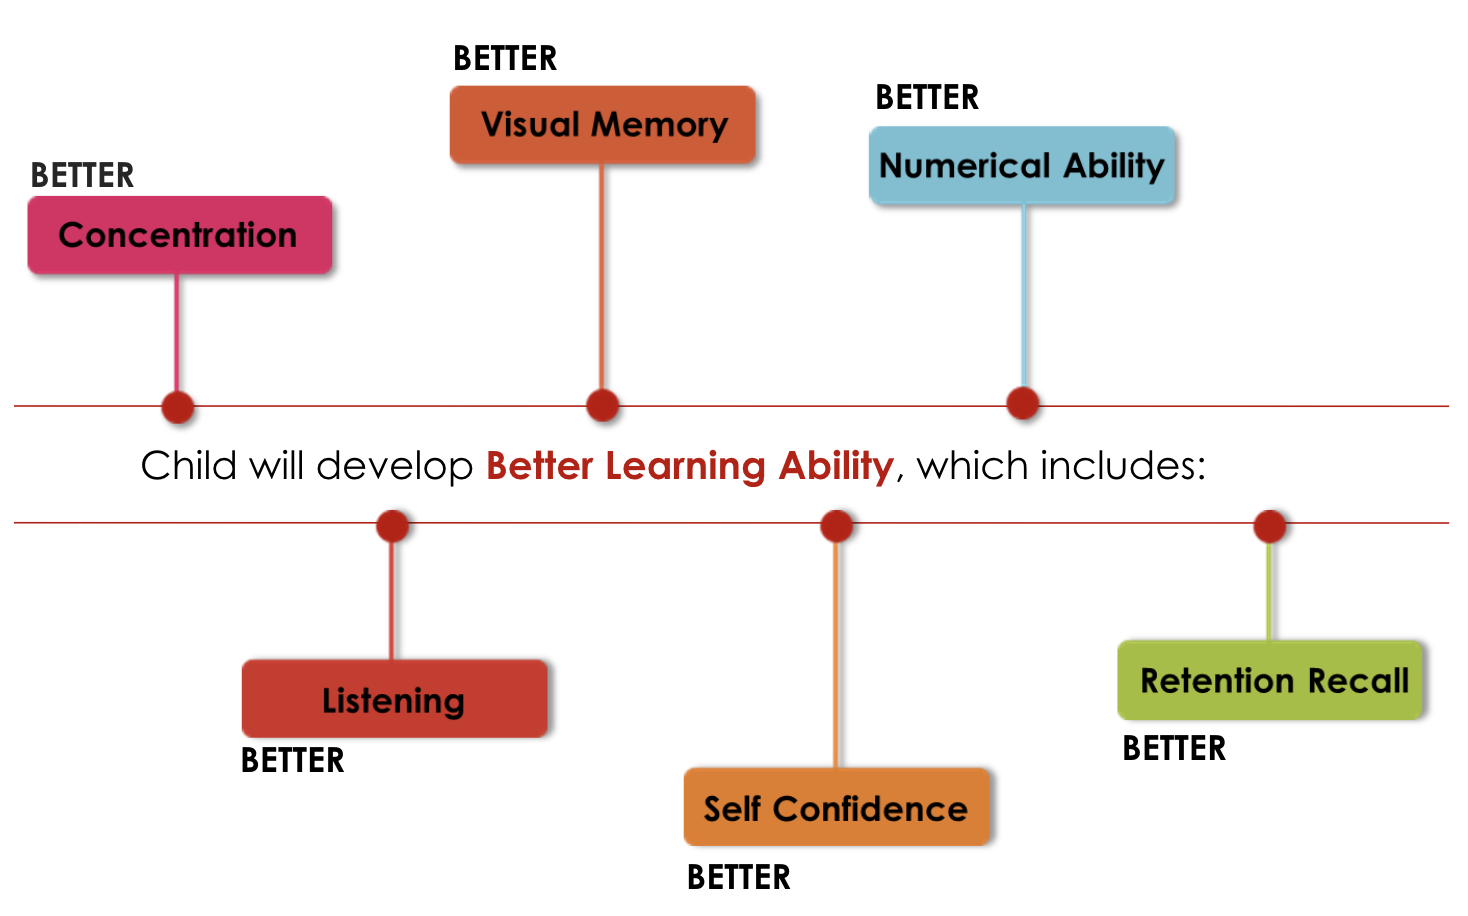 BETTER
Visual Memory
BETTER
Numerical Ability
BETTER
Concentration
Child will develop Better Learning Ability, which includes:
Listening
BETTER
Self Confidence
BETTER
Retention Recall
BETTER